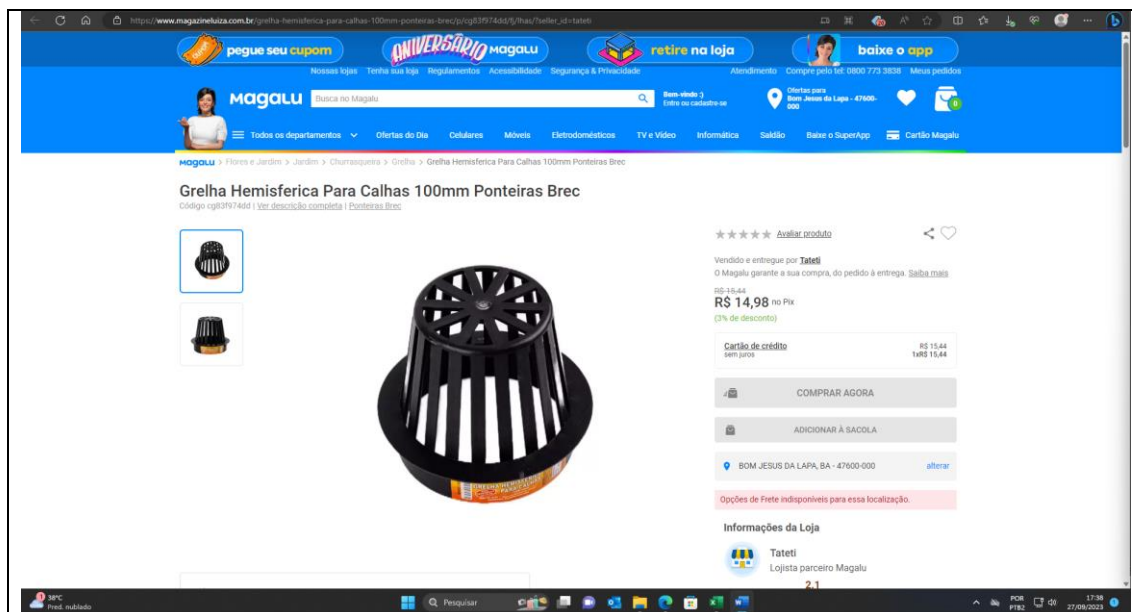 https://www.magazineluiza.com.br/grelha-hemisferica-para-calhas-100mm-ponteiras-brec/p/cg83f974dd/fj/lhas/?seller_id=tateti
pegue seu cupom
ANIVERSÁRIO MAGALU
retire na loja
baixe o app
Nossas lojas Tenha sua loja Regulamentos Acessibilidade Segurança & Privacidade Atendimento Compre pelo tel: 0800 773 3838 Meus pedidos
Magalu
Busca no Magalu
Bem-vindo :)
Entre ou cadastre-se
Ofertas para
Bom Jesus da Lapa - 47600-
000
0
Todos os departamentos Ofertas do Dia Celulares Móveis Eletrodomésticos TV e Vídeo Informática Saldão Baixe o SuperApp Cartão Magalu
Magalu > Flores e Jardim > Jardim > Churrasqueira > Grelha > Grelha Hemisferica Para Calhas 100mm Ponteiras Brec
Grelha Hemisferica Para Calhas 100mm Ponteiras Brec
Código cg83f974dd | Ver descrição completa | Ponteiras Brec
Avaliar produto
Vendido e entregue por Tateti
O Magalu garante a sua compra, do pedido à entrega. Saiba mais
R$ 15,44
R$ 14,98 no Pix
(3% de desconto)
Cartão de crédito
sem juros
R$ 15,44
1xR$ 15,44
COMPRAR AGORA
ADICIONAR À SACOLA
BOM JESUS DA LAPA, BA - 47600-000 alterar
Opções de Frete indisponíveis para essa localização.
Informações da Loja
Tateti
Lojista parceiro Magalu
2.1
GRELHA HEMISFÉRICA
PARA CALHAS
1
38°C
Pred. nublado
Pesquisar
POR
PTB2
17:38
27/09/2023